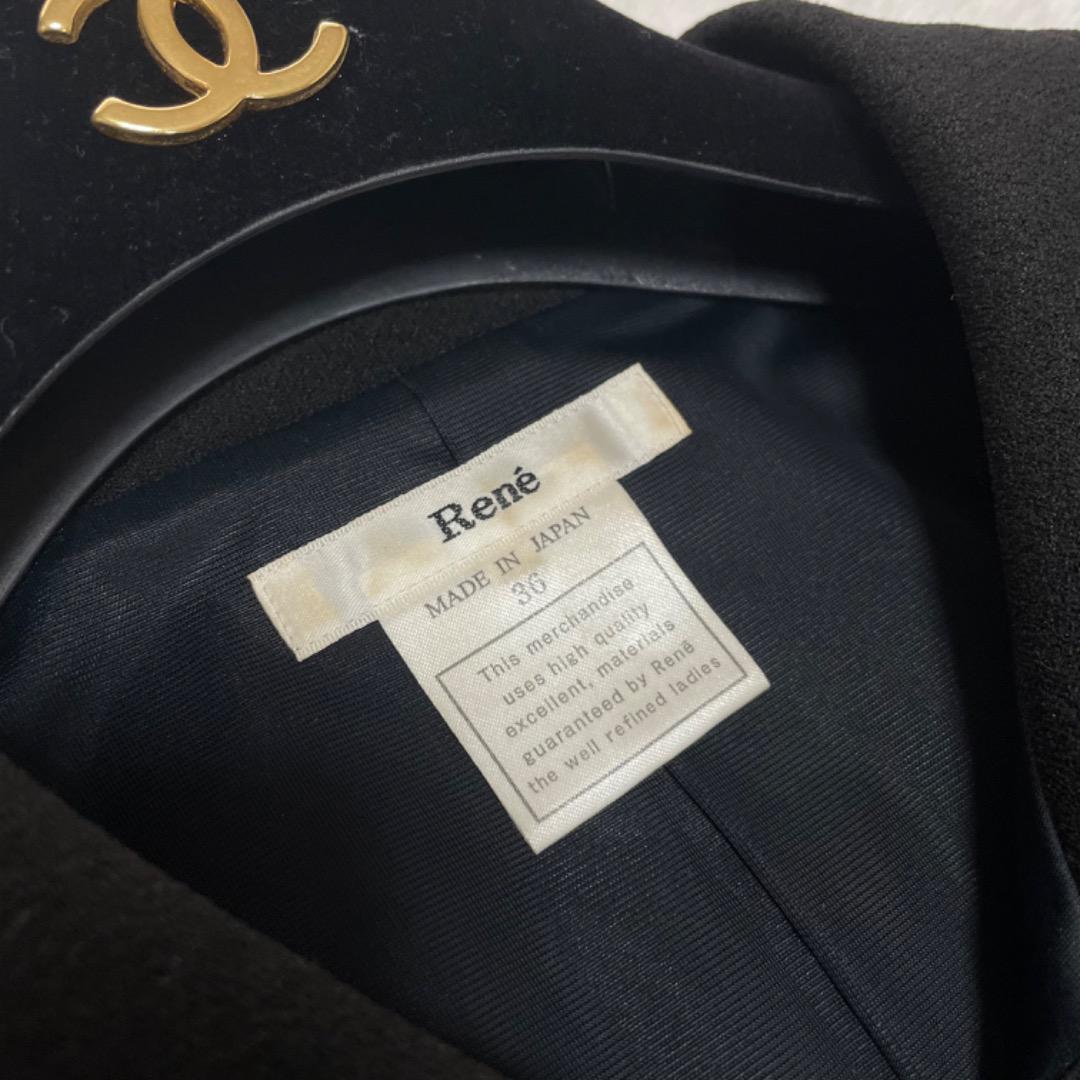 René
MADE IN JAPAN
36
This merchandise
uses high quality
excellent, materials
guaranteed by René
the well refined ladies